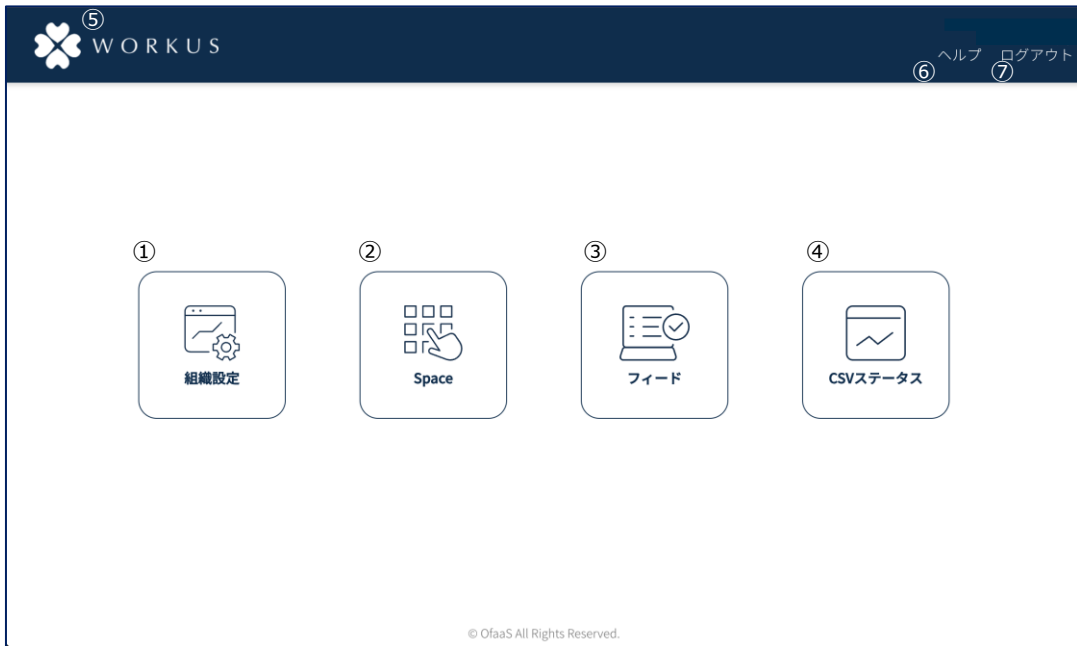 ⑤
WORKUS
⑥ ヘルプ ⑦ ログアウト
① ② ③ ④
組織設定 Space フィード CSVステータス
© OfaaS All Rights Reserved.